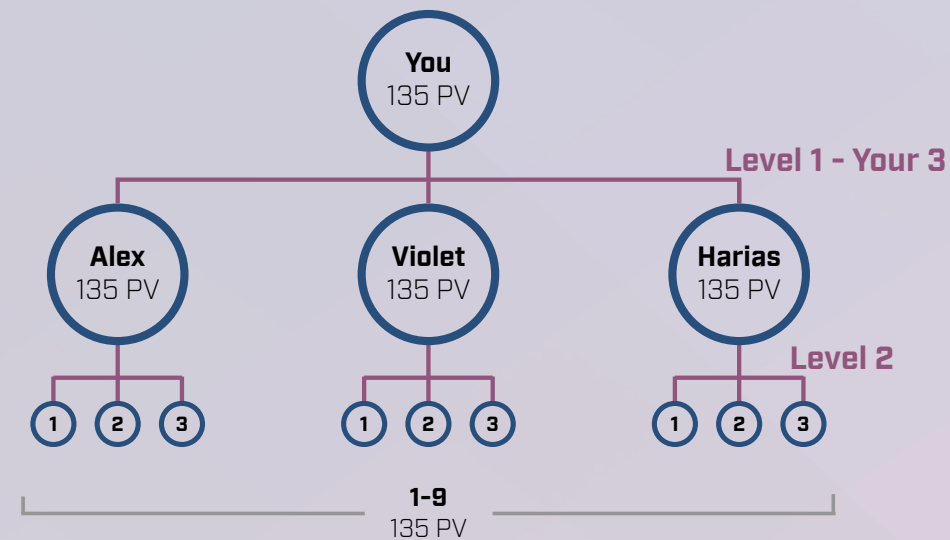 You
135 PV
Level 1 - Your 3
Alex
135 PV
Violet
135 PV
Harias
135 PV
Level 2
1 2 3 1 2 3 1 2 3
1-9
135 PV